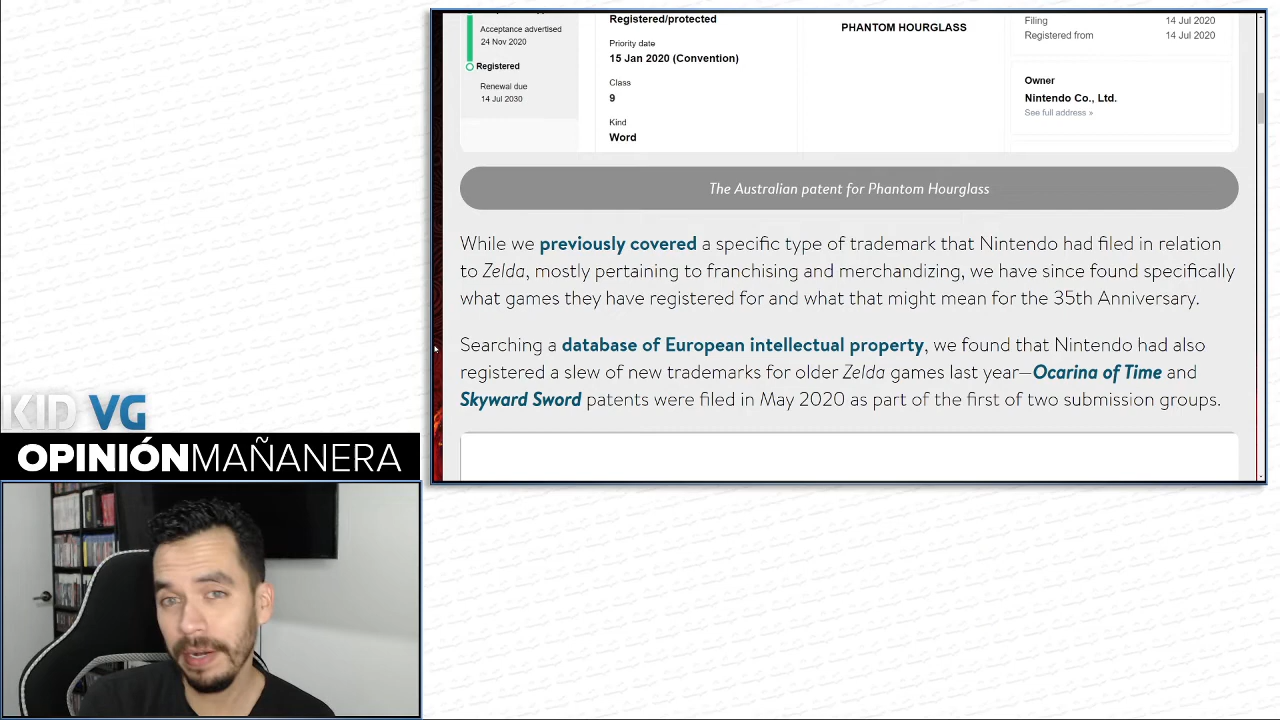 Acceptance advertised
24 Nov 2020
Registered
Renewal due
14 Jul 2030
Registered/protected
Priority date
15 Jan 2020 (Convention)
Class
9
Kind
Word
PHANTOM HOURGLASS
Filing 14 Jul 2020
Registered from 14 Jul 2020
Owner
Nintendo Co., Ltd.
See full address »
The Australian patent for Phantom Hourglass
While we previously covered a specific type of trademark that Nintendo had filed in relation
to Zelda, mostly pertaining to franchising and merchandizing, we have since found specifically
what games they have registered for and what that might mean for the 35th Anniversary.
Searching a database of European intellectual property, we found that Nintendo had also
registered a slew of new trademarks for older Zelda games last year—Ocarina of Time and
Skyward Sword patents were filed in May 2020 as part of the first of two submission groups.
KID VG
OPINIÓNMAÑANERA